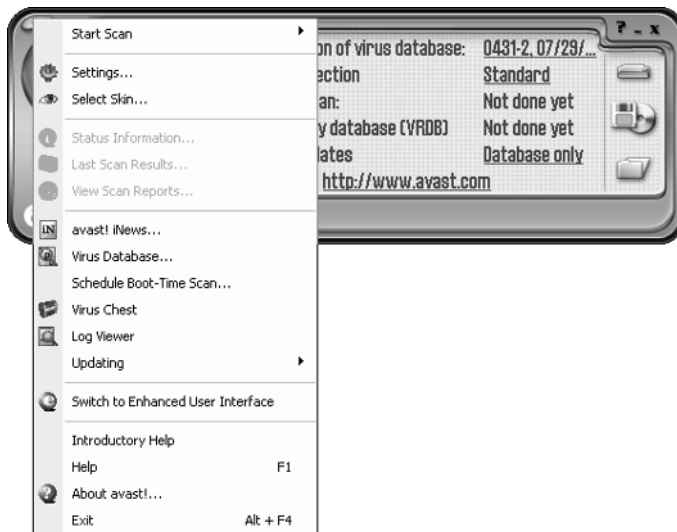 Start Scan
Settings...
Select Skin...
Status Information...
Last Scan Results...
View Scan Reports...
avast! iNews...
Virus Database...
Schedule Boot-Time Scan...
Virus Chest
Log Viewer
Updating
Switch to Enhanced User Interface
Introductory Help
Help F1
About avast!...
Exit Alt + F4
? - x
on of virus database: 0431-2, 07/29/...
ection Standard
an: Not done yet
y database (VRDB) Not done yet
lates Database only
http://www.avast.com
iN